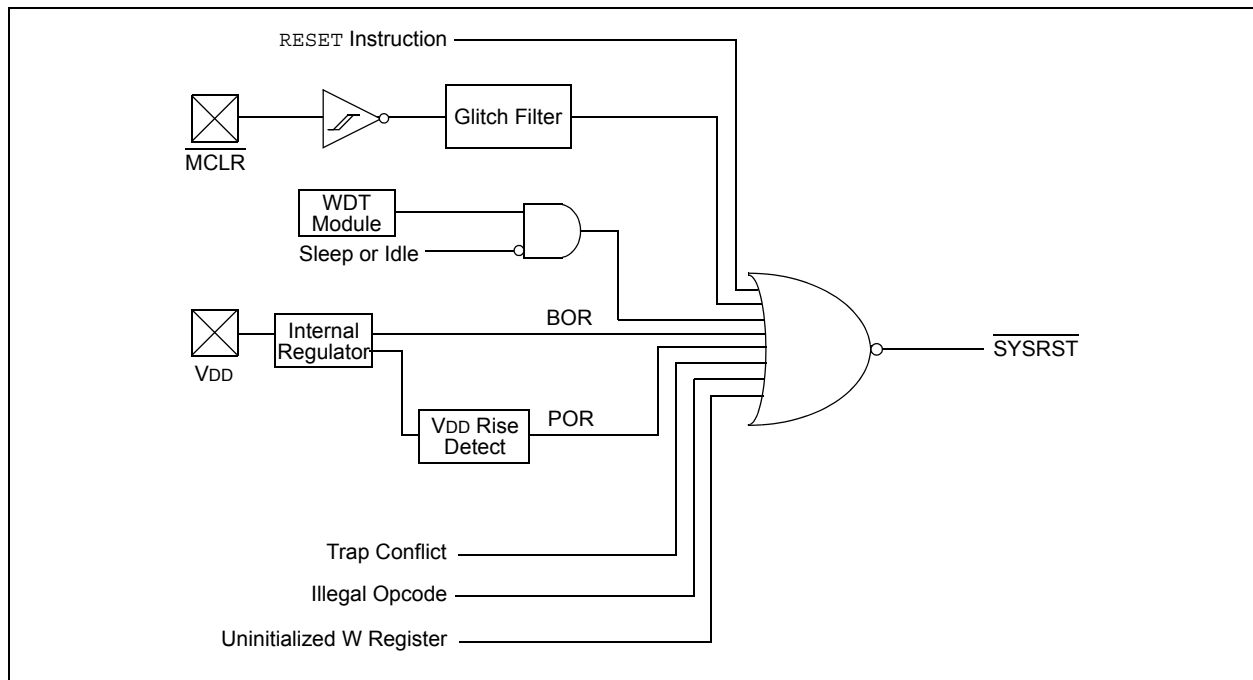 RESET Instruction
Glitch Filter
MCLR
WDT
Module
Sleep or Idle
BOR
Internal
Regulator
SYSRST
VDD
POR
VDD Rise
Detect
Trap Conflict
Illegal Opcode
Uninitialized W Register